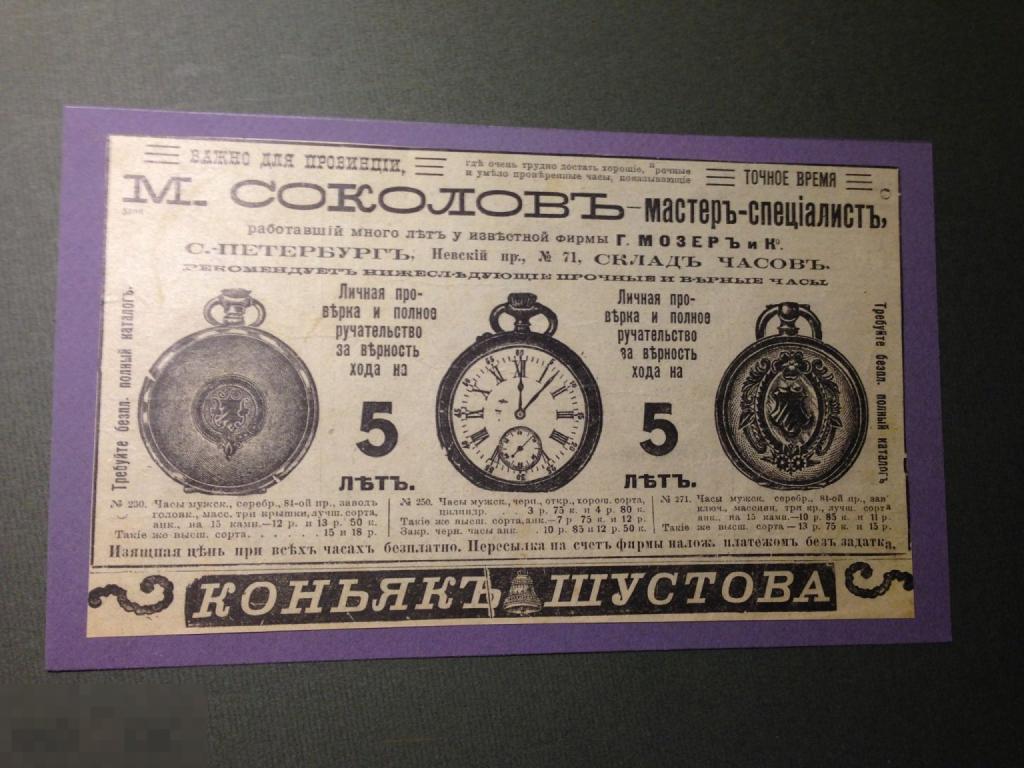 ВАЖНО ДЛЯ ПРОВИНЦІИ,
гдѣ очень трудно достать хорошіе,
и умѣло провѣренные часы, показывающіе
ТОЧНОЕ ВРЕМЯ
М. СОКОЛОВЪ – мастеръ-спеціалистъ,
работавшій много лѣтъ у извѣстной фирмы Г. МОЗЕРЪ и Кº.
С.-ПЕТЕРБУРГЪ, Невскій пр., № 71, СКЛАДЪ ЧАСОВЪ.
РЕКОМЕНДУЕТЪ НИЖЕСЛѢДУЮЩІЕ ПРОЧНЫЕ И ВѢРНЫЕ ЧАСЫ
Требуйте безпл. полный каталогъ.
Личная про-
вѣрка и полное
ручательство
за вѣрность
хода на
5
лѣтъ.
Личная про-
вѣрка и полное
ручательство
за вѣрность
хода на
5
лѣтъ.
Требуйте безпл. полный каталогъ
№ 230. Часы мужск., серебр., 84-ой пр., завод
головк., масс. три крышки, лучш. сорта,
анк., на 15 камн.—12 р. и 13 р. 50 к.
Такіе же высш. сорта. . . . . . 15 и 18 р.
№ 250. Часы мужск., черн., откр., хорош. сорта,
цилиндр. . . . . 3 р. 75 к. и 4 р. 80 к.
Такіе же высш. сорта, анк.—7 р 75 к. и 12 р.
Закр. черн. часы анк. . 10 р. 85 и 12 р. 50 к.
№ 271. Часы мужск. серебр. 84-ой пр., зав
ключ., массивн. три кр., лучш. сорта
анк., на 15 камн.—10 р. 85 к. и 11 р.
Такіе же высш. сорта — 13 р. 75 к. и 15 р.
Изящная цѣпь при всѣхъ часахъ безплатно. Пересылка на счетъ фирмы налож. платежомъ безъ задатка.
КОНЬЯКЪ ШУСТОВА